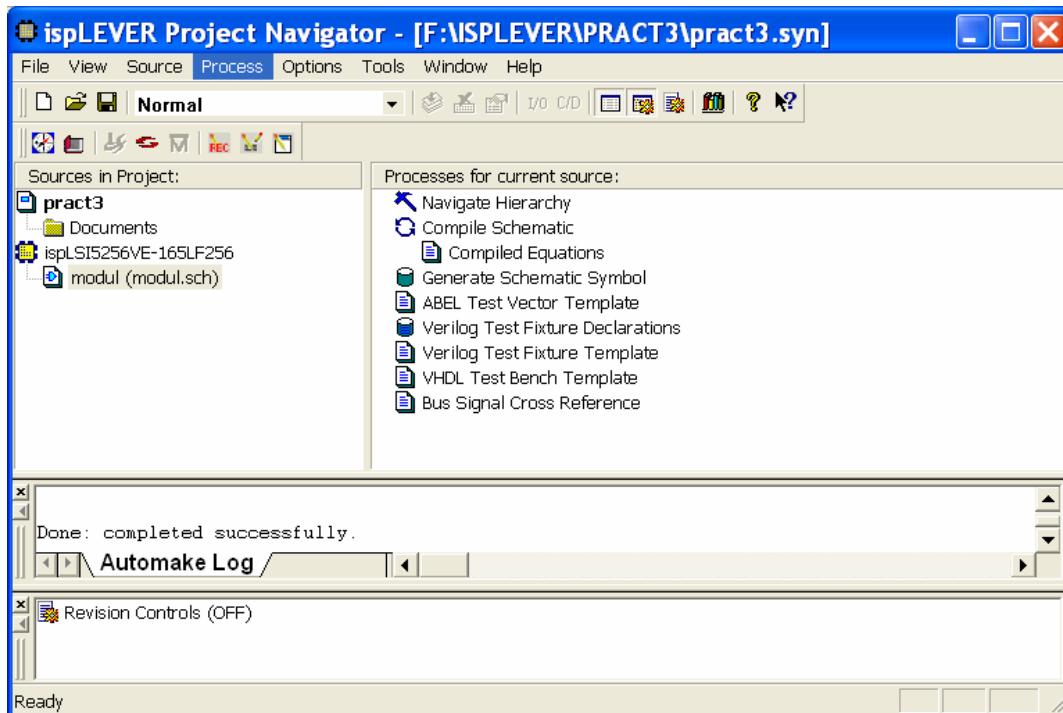 ispLEVER Project Navigator - [F:\ISPLEVER\PRACT3\pract3.syn]
File View Source Process Options Tools Window Help
Normal I/O C/D
REC
Sources in Project:
pract3
Documents
ispLSI5256VE-165LF256
modul (modul.sch)
Processes for current source:
Navigate Hierarchy
Compile Schematic
Compiled Equations
Generate Schematic Symbol
ABEL Test Vector Template
Verilog Test Fixture Declarations
Verilog Test Fixture Template
VHDL Test Bench Template
Bus Signal Cross Reference
Done: completed successfully.
Automake Log
Revision Controls (OFF)
Ready